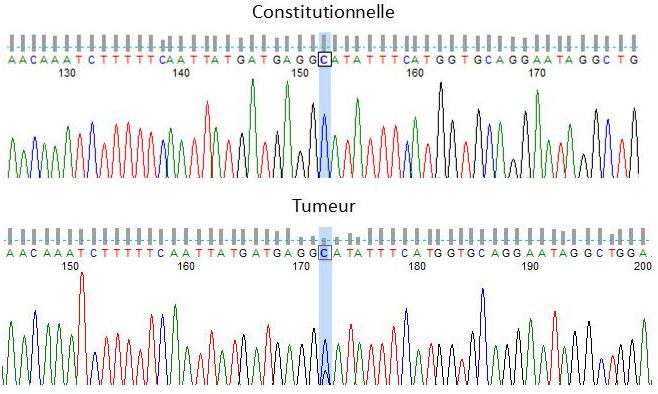 Constitutionnelle
AACAAATCTTTTTCAATTATGATGAGGCATATTTCATGGTGCAGGAATAGGCTG
130 140 150 160 170
Tumeur
AACAAATCTTTTTCAATTATGATGAGGCATATTTCATGGTGCAGGAATAGGCTGGA
150 160 170 180 190 200